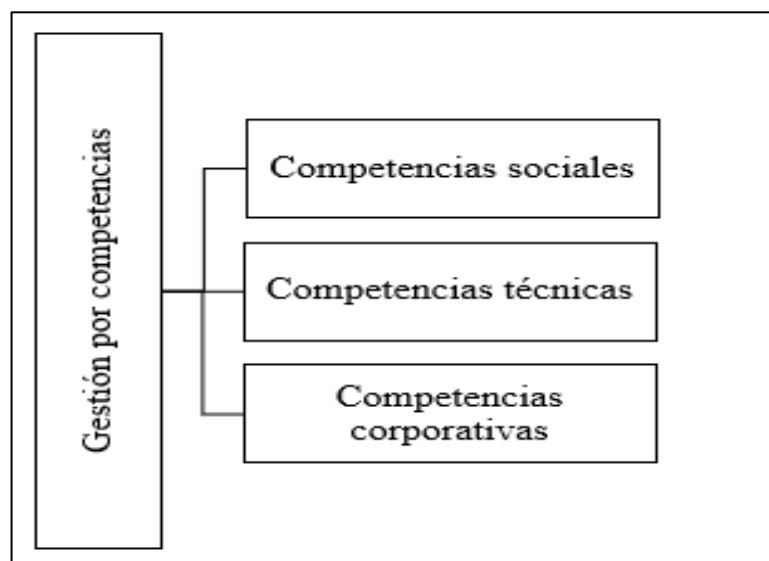 Gestión por competencias
Competencias sociales
Competencias técnicas
Competencias
corporativas